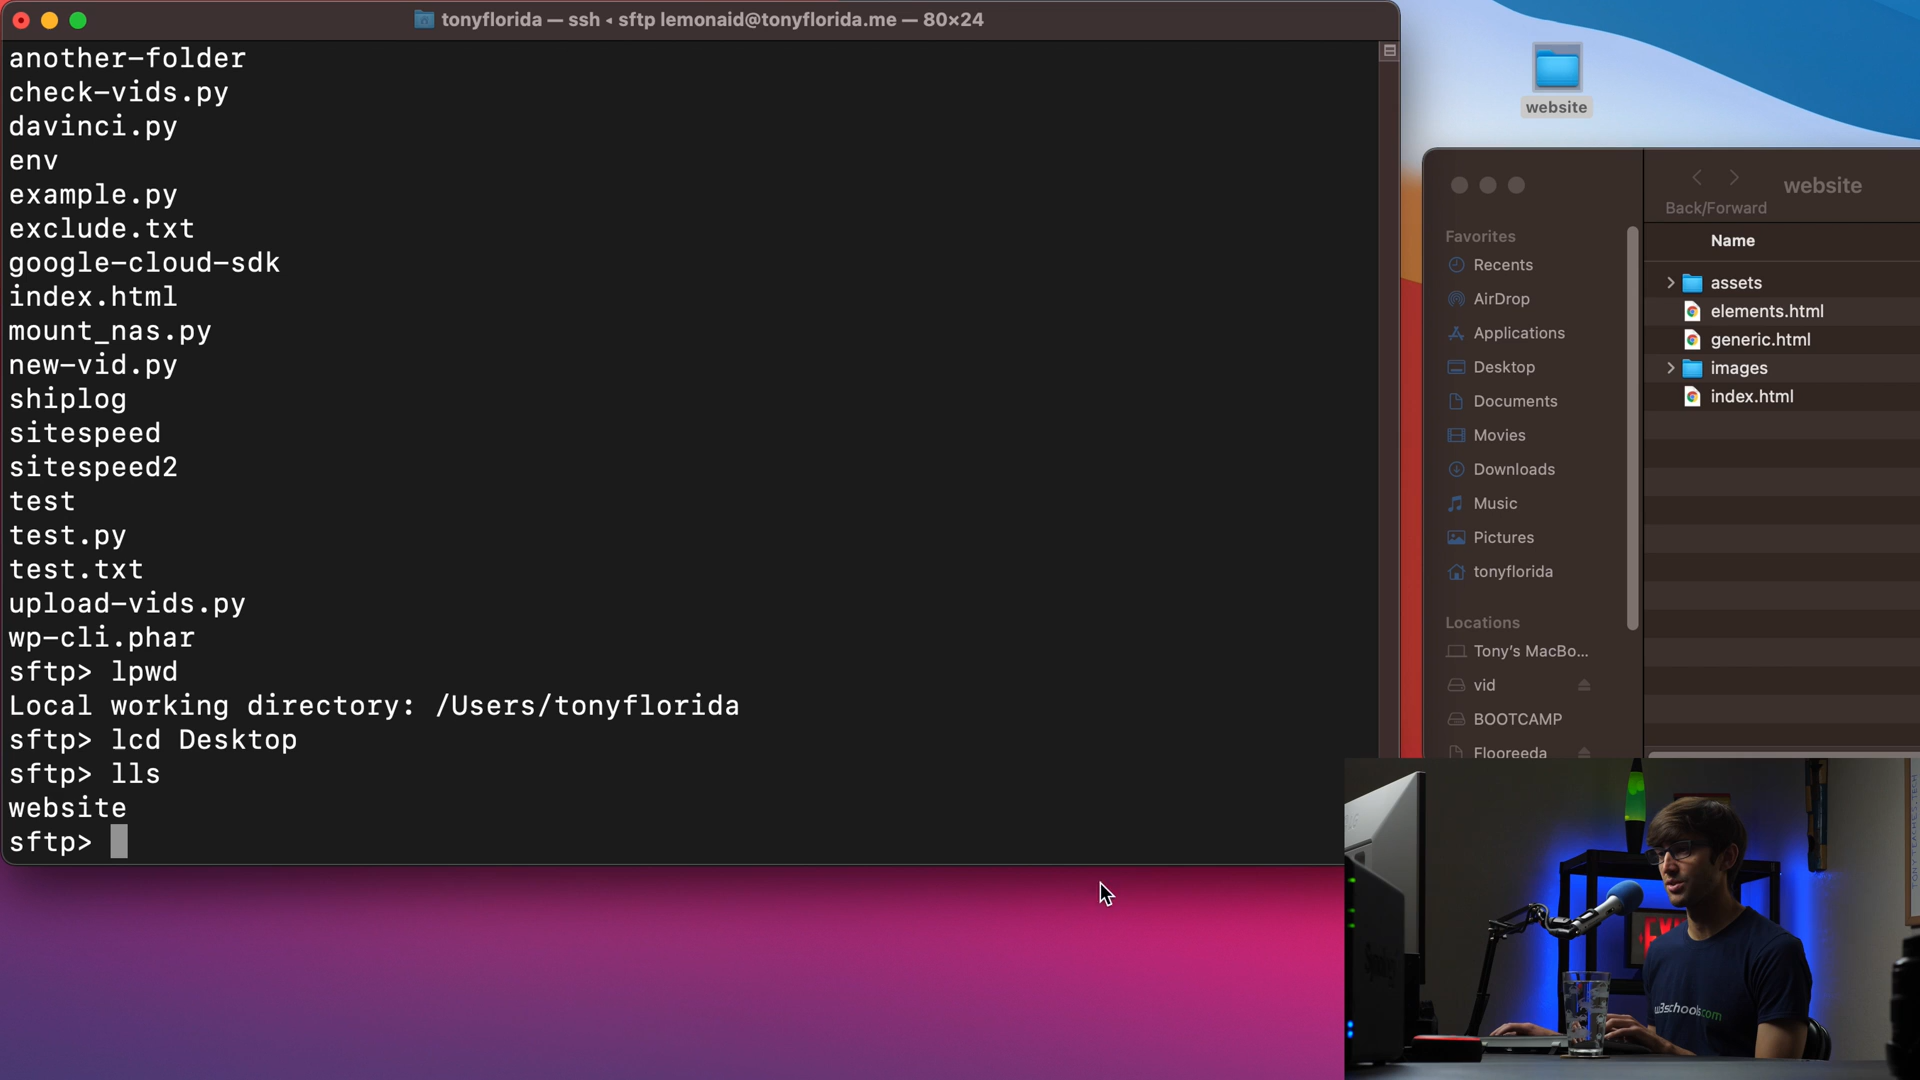 tonyflorida — ssh ◂ sftp lemonaid@tonyflorida.me — 80×24
another-folder
check-vids.py
davinci.py
env
example.py
exclude.txt
google-cloud-sdk
index.html
mount_nas.py
new-vid.py
shiplog
sitespeed
sitespeed2
test
test.py
test.txt
upload-vids.py
wp-cli.phar
sftp> lpwd
Local working directory: /Users/tonyflorida
sftp> lcd Desktop
sftp> lls
website
sftp>
website
Favorites
Recents
AirDrop
Applications
Desktop
Documents
Movies
Downloads
Music
Pictures
tonyflorida
Locations
Tony's MacBo...
vid
BOOTCAMP
Flooreeda
website
Back/Forward
Name
assets
elements.html
generic.html
images
index.html
w3schools.com